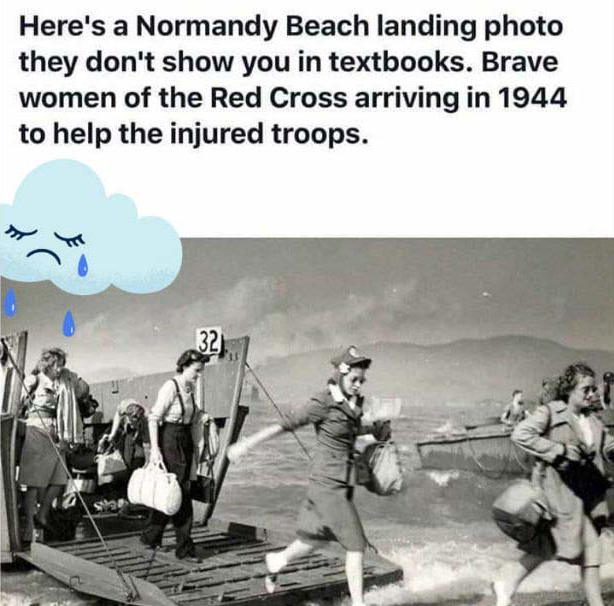 Here's a Normandy Beach landing photo
they don't show you in textbooks. Brave
women of the Red Cross arriving in 1944
to help the injured troops.
32